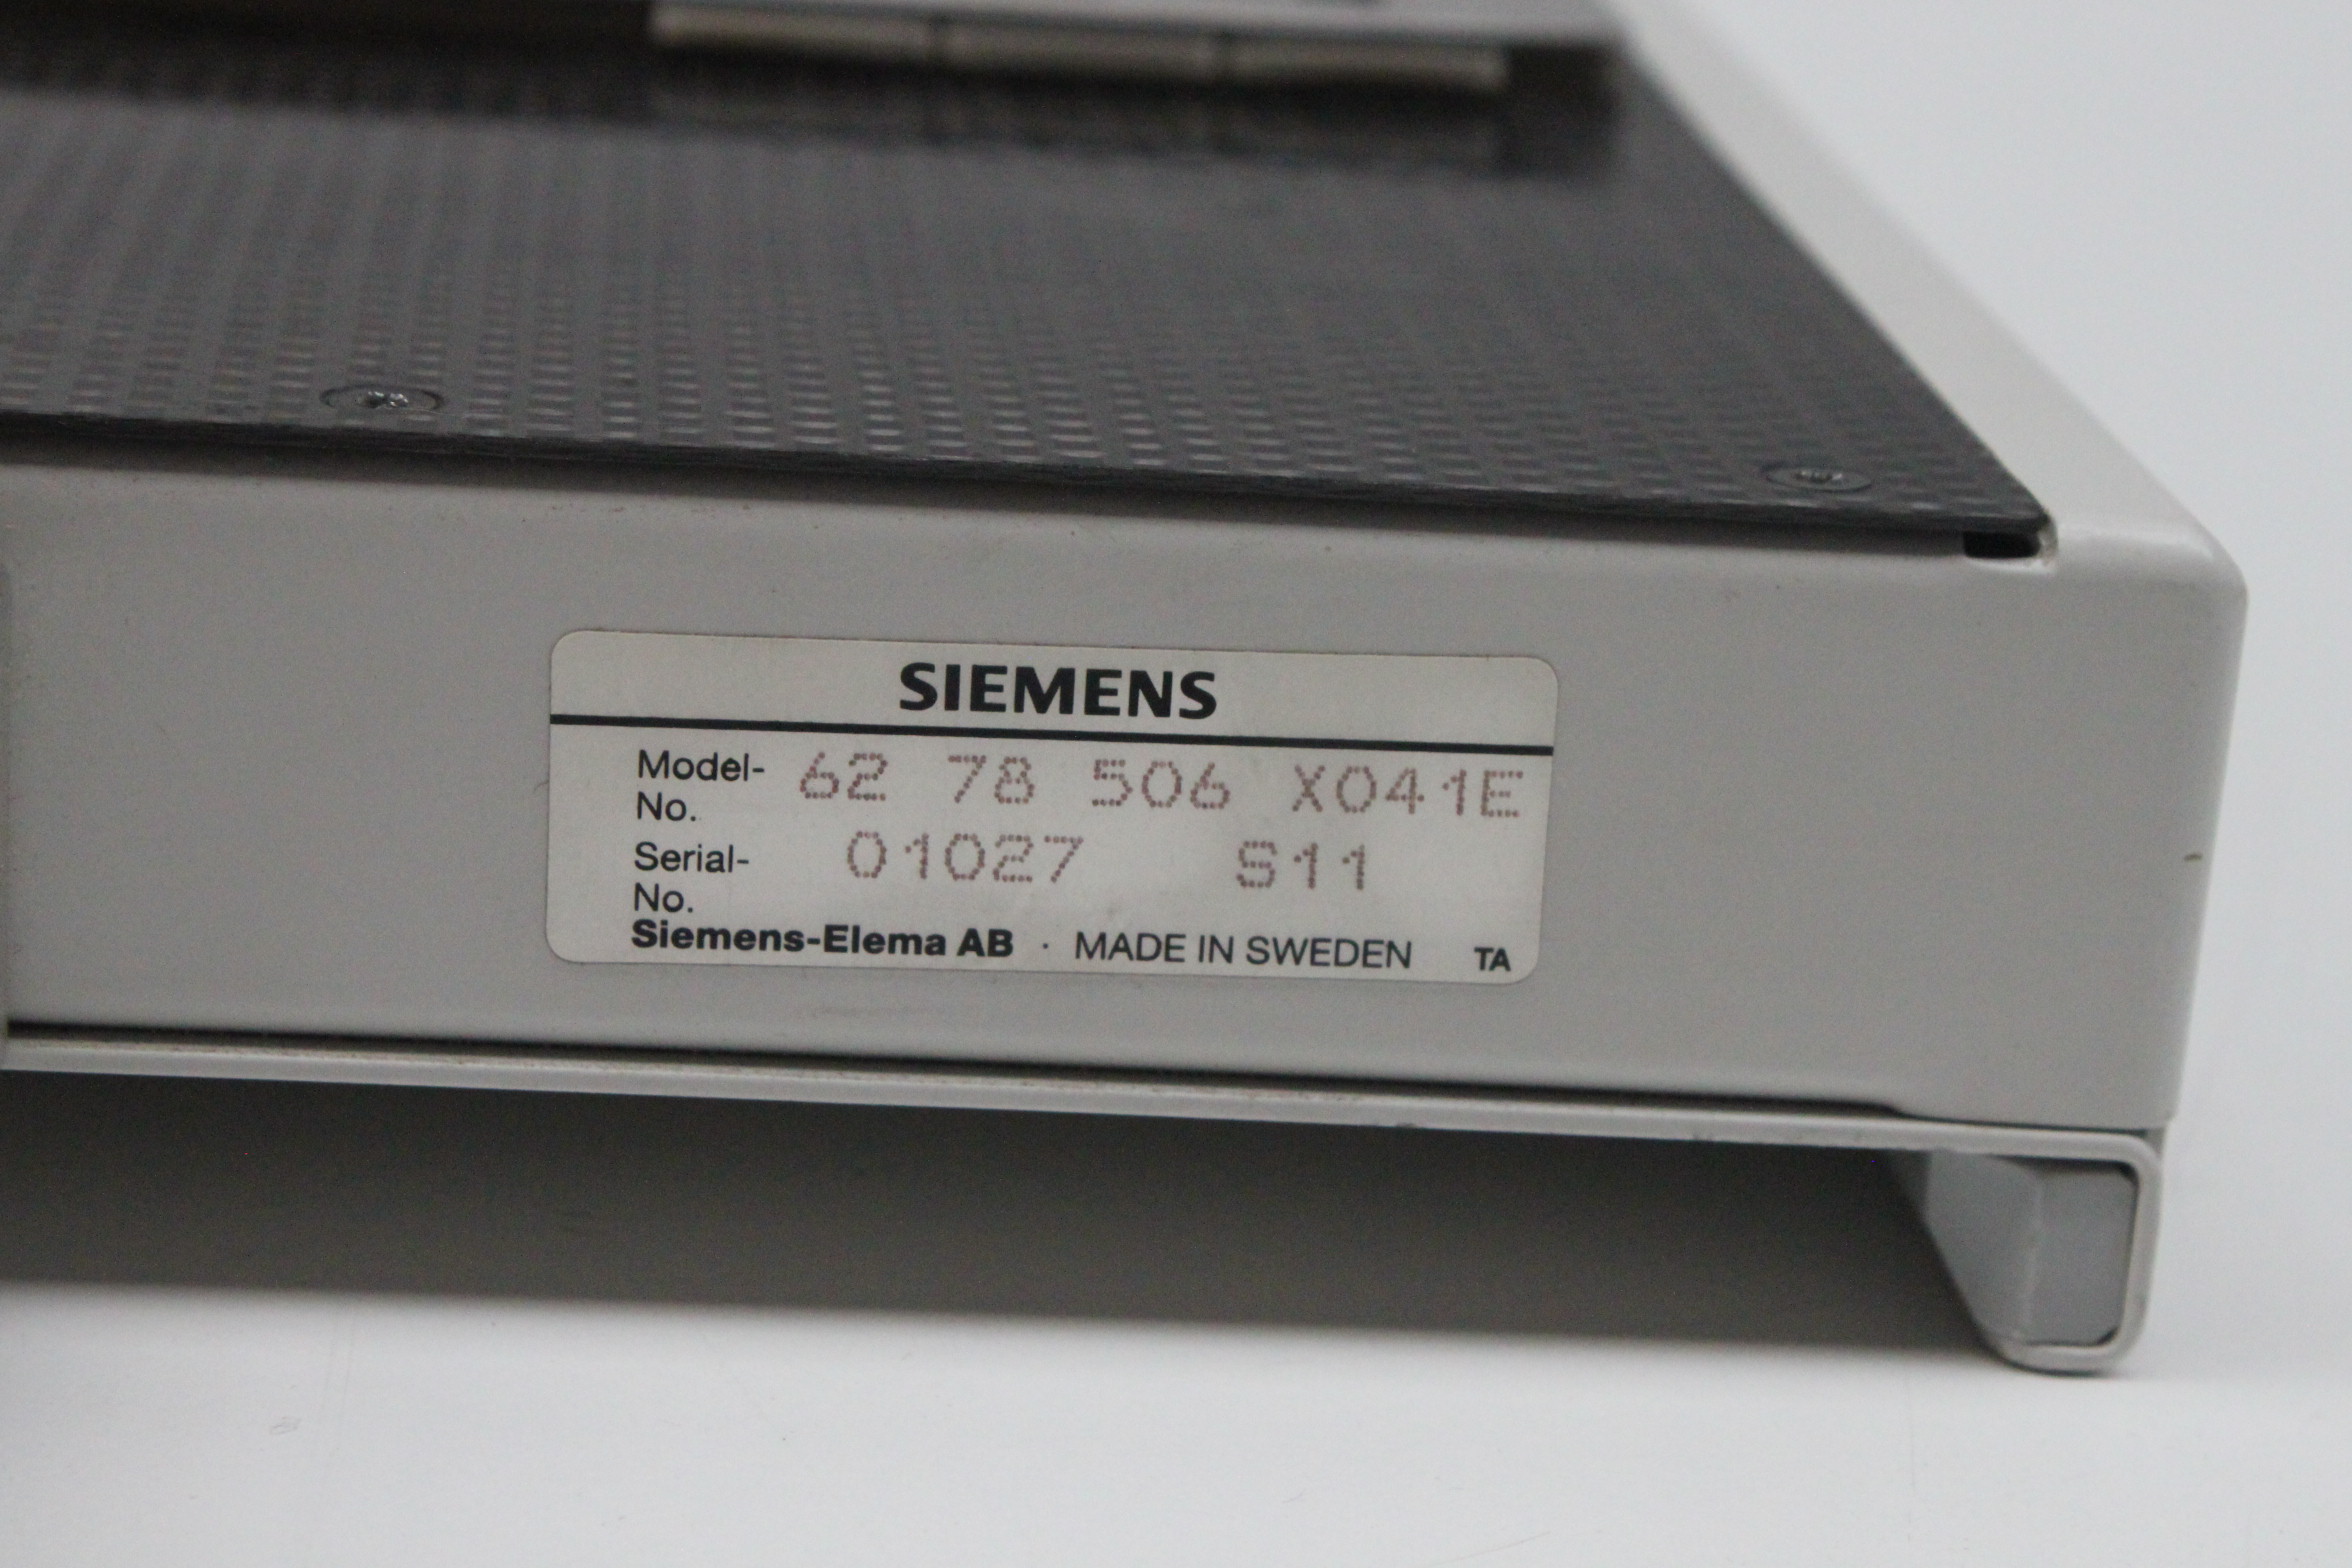 SIEMENS
Model-No. 62 78 506 X041E
Serial-No. 01027 S11
Siemens-Elema AB · MADE IN SWEDEN TA